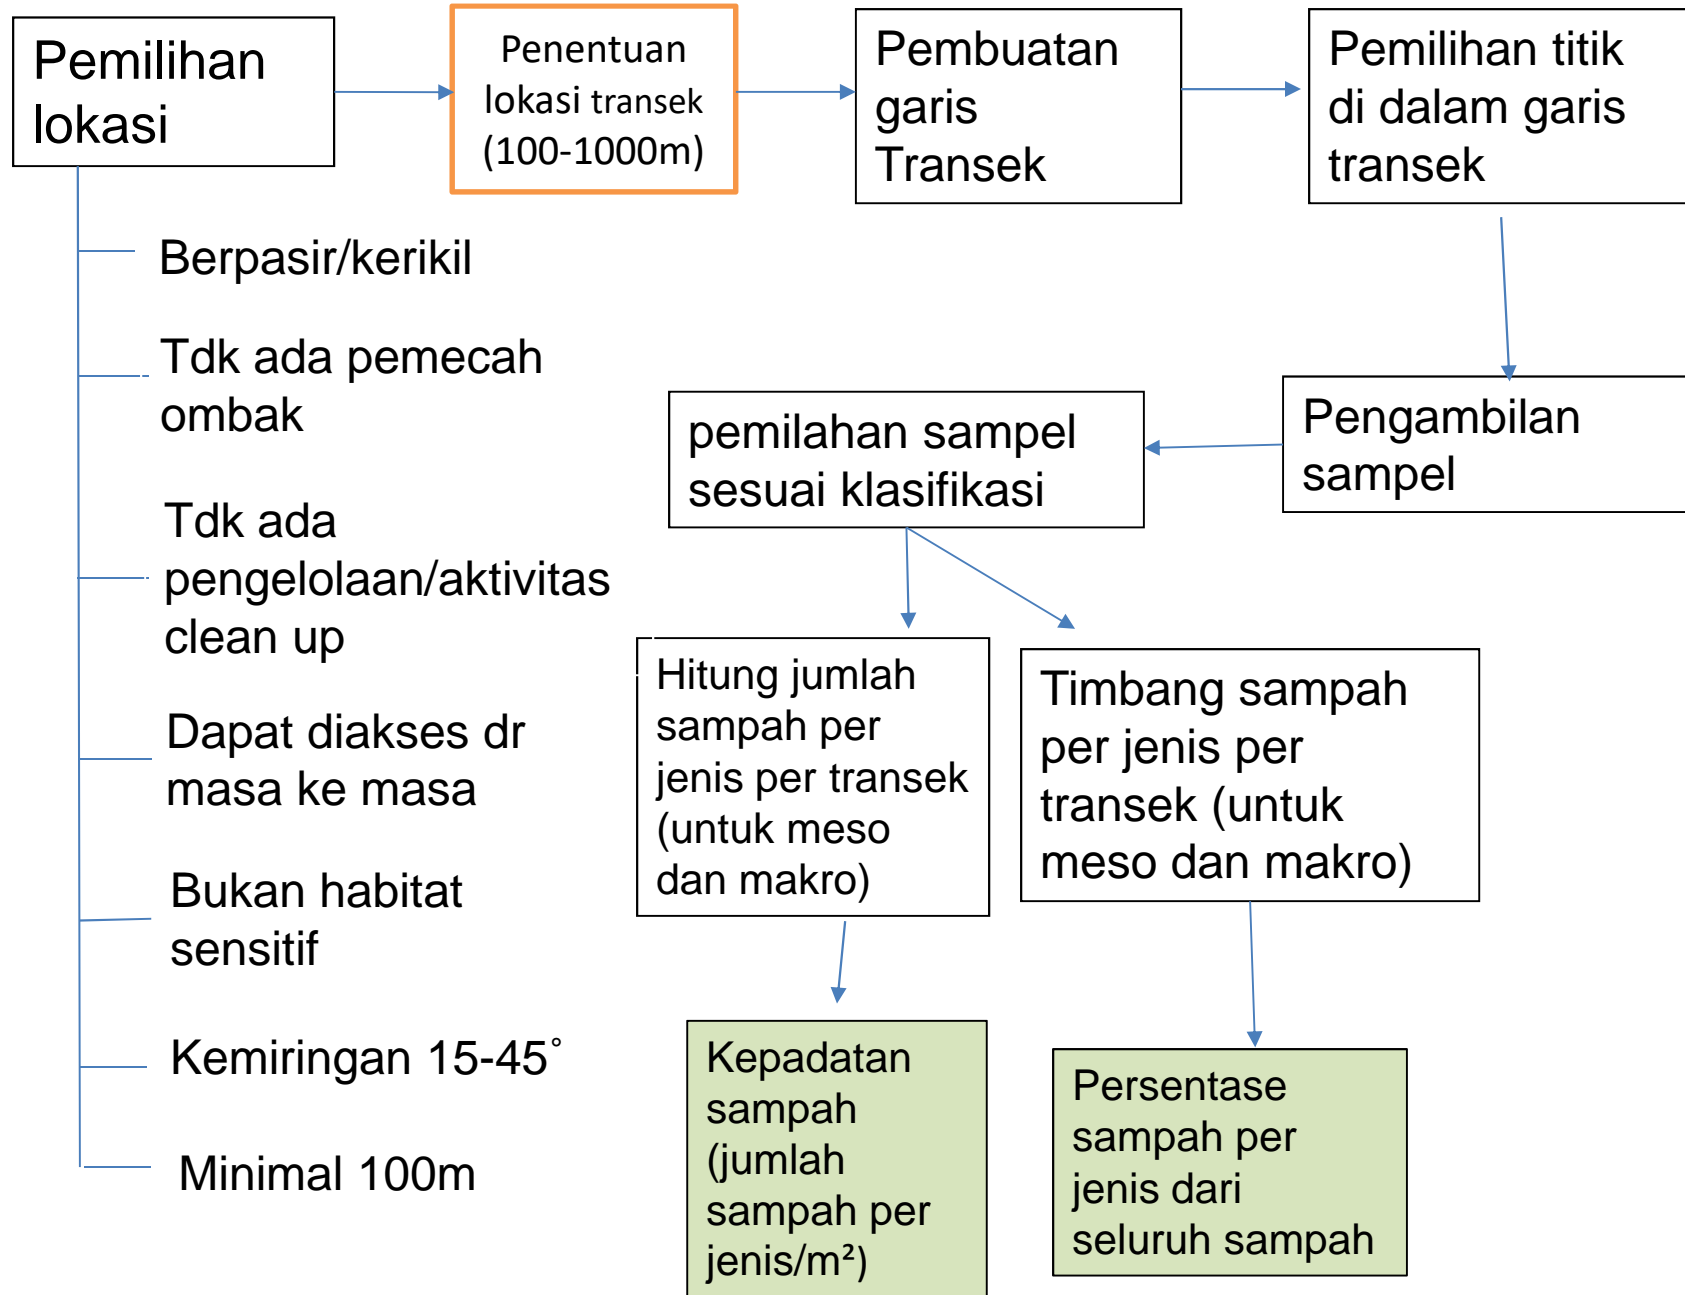 Pemilihan
lokasi
Penentuan
lokasi transek
(100-1000m)
Pembuatan
garis
Transek
Pemilihan titik
di dalam garis
transek
Berpasir/kerikil
Tdk ada pemecah
ombak
Tdk ada
pengelolaan/aktivitas
clean up
Dapat diakses dr
masa ke masa
Bukan habitat
sensitif
Kemiringan 15-45°
Minimal 100m
Pengambilan
sampel
pemilahan sampel
sesuai klasifikasi
Hitung jumlah
sampah per
jenis per transek
(untuk meso
dan makro)
Timbang sampah
per jenis per
transek (untuk
meso dan makro)
Kepadatan
sampah
(jumlah
sampah per
jenis/m²)
Persentase
sampah per
jenis dari
seluruh sampah